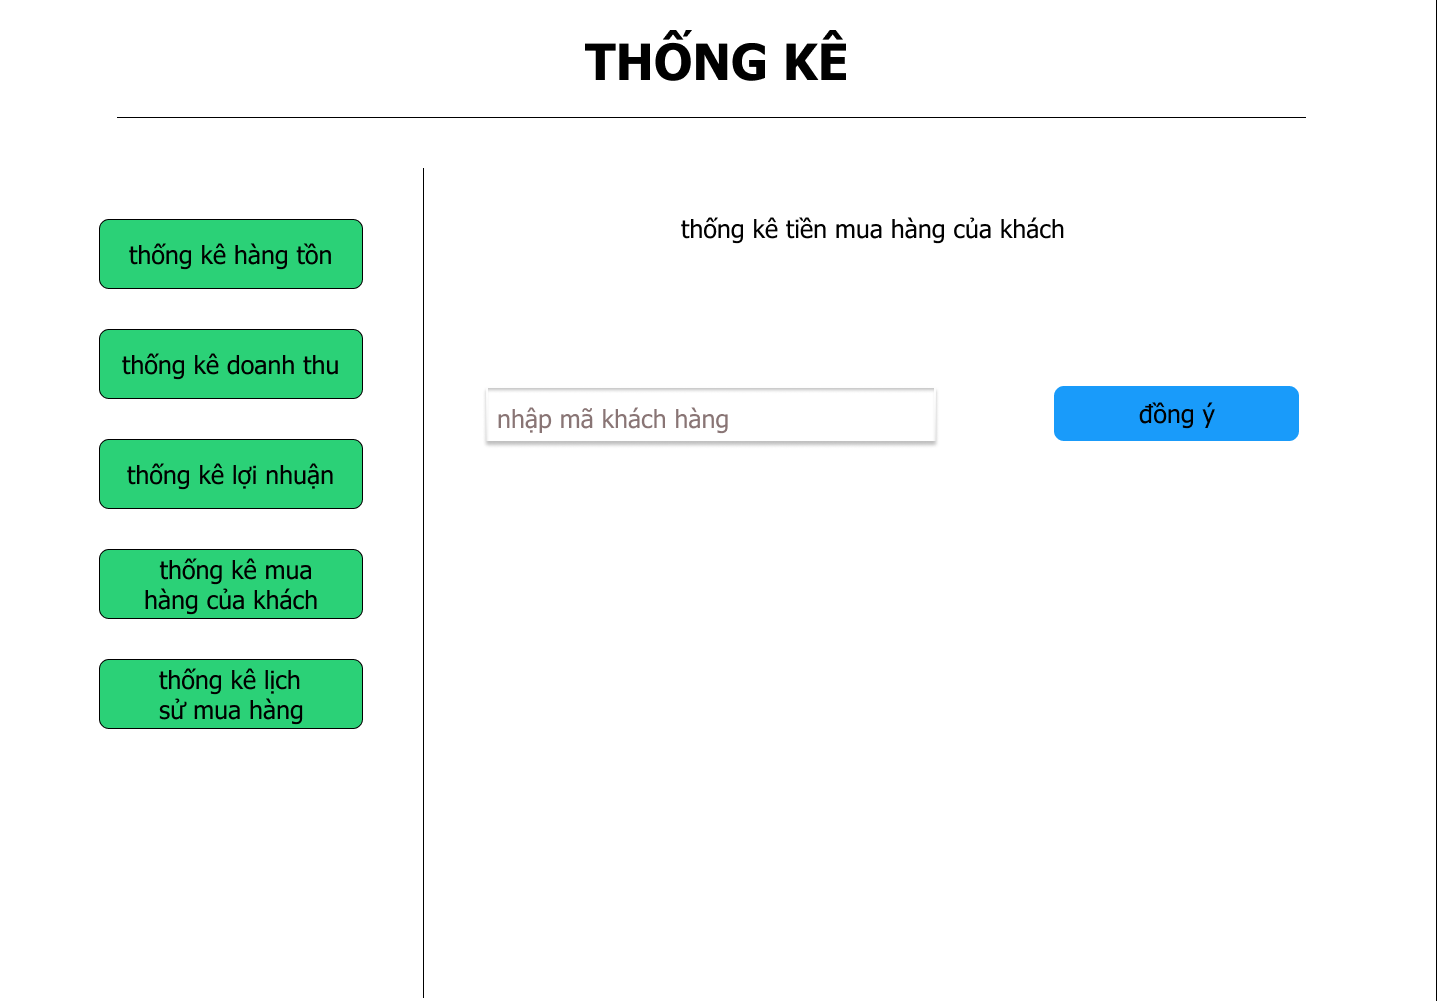 THỐNG KÊ
thống kê hàng tồn
thống kê doanh thu
thống kê lợi nhuận
thống kê mua
hàng của khách
thống kê lịch
sử mua hàng
thống kê tiền mua hàng của khách
nhập mã khách hàng
đồng ý